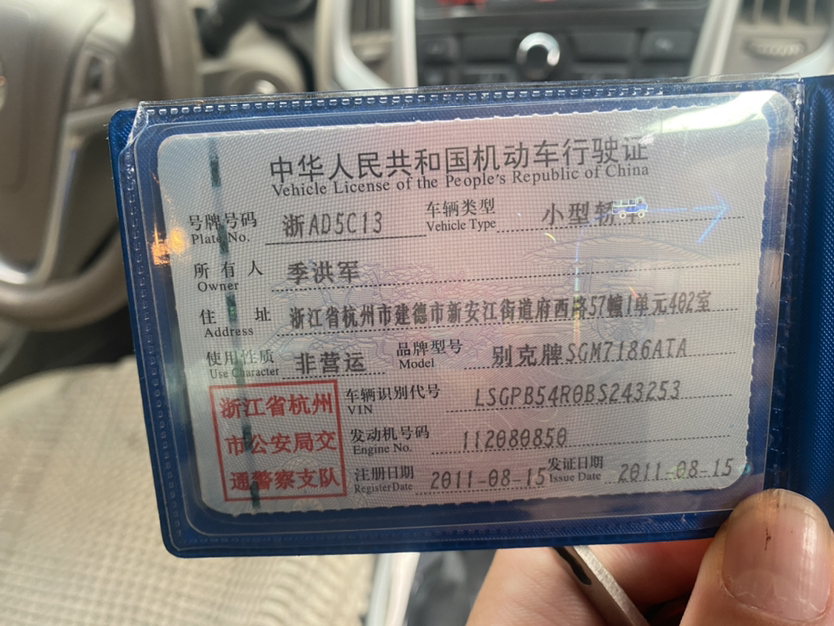 中华人民共和国机动车行驶证
Vehicle License of the People's Republic of China
号牌号码 浙AD5C13 车辆类型 小型轿车
Plate No. Vehicle Type
所有人 季洪军
Owner
住址 浙江省杭州市建德市新安江街道府西路57幢1单元402室
Address
使用性质 非营运 品牌型号 别克牌SGM7186ATA
Use Character Model
浙江省杭州
市公安局交
通警察支队
车辆识别代号 LSGPB54R0BS243253
VIN
发动机号码 112080850
Engine No.
注册日期 2011-08-15 发证日期 2011-08-15
Register Date Issue Date